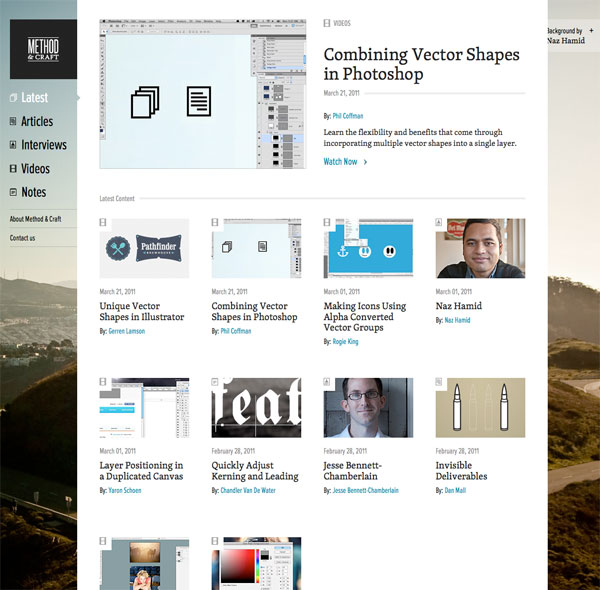 METHOD
& CRAFT
Latest
Articles
Interviews
Videos
Notes
About Method & Craft
Contact us
Background by
Naz Hamid
+
VIDEOS
Combining Vector Shapes
in Photoshop
March 21, 2011
By: Phil Coffman
Learn the flexibility and benefits that come through
incorporating multiple vector shapes into a single layer.
Watch Now >
Latest Content
Pathfinder
March 21, 2011
Unique Vector
Shapes in Illustrator
By: Gerren Lamson
March 21, 2011
Combining Vector
Shapes in Photoshop
By: Phil Coffman
March 01, 2011
Making Icons Using
Alpha Converted
Vector Groups
By: Rogie King
March 01, 2011
Naz Hamid
By: Naz Hamid
March 01, 2011
Layer Positioning in
a Duplicated Canvas
By: Yaron Schoen
feat
February 28, 2011
Quickly Adjust
Kerning and Leading
By: Chandler Van De Water
February 28, 2011
Jesse Bennett-
Chamberlain
By: Jesse Bennett-Chamberlain
February 28, 2011
Invisible
Deliverables
By: Dan Mall